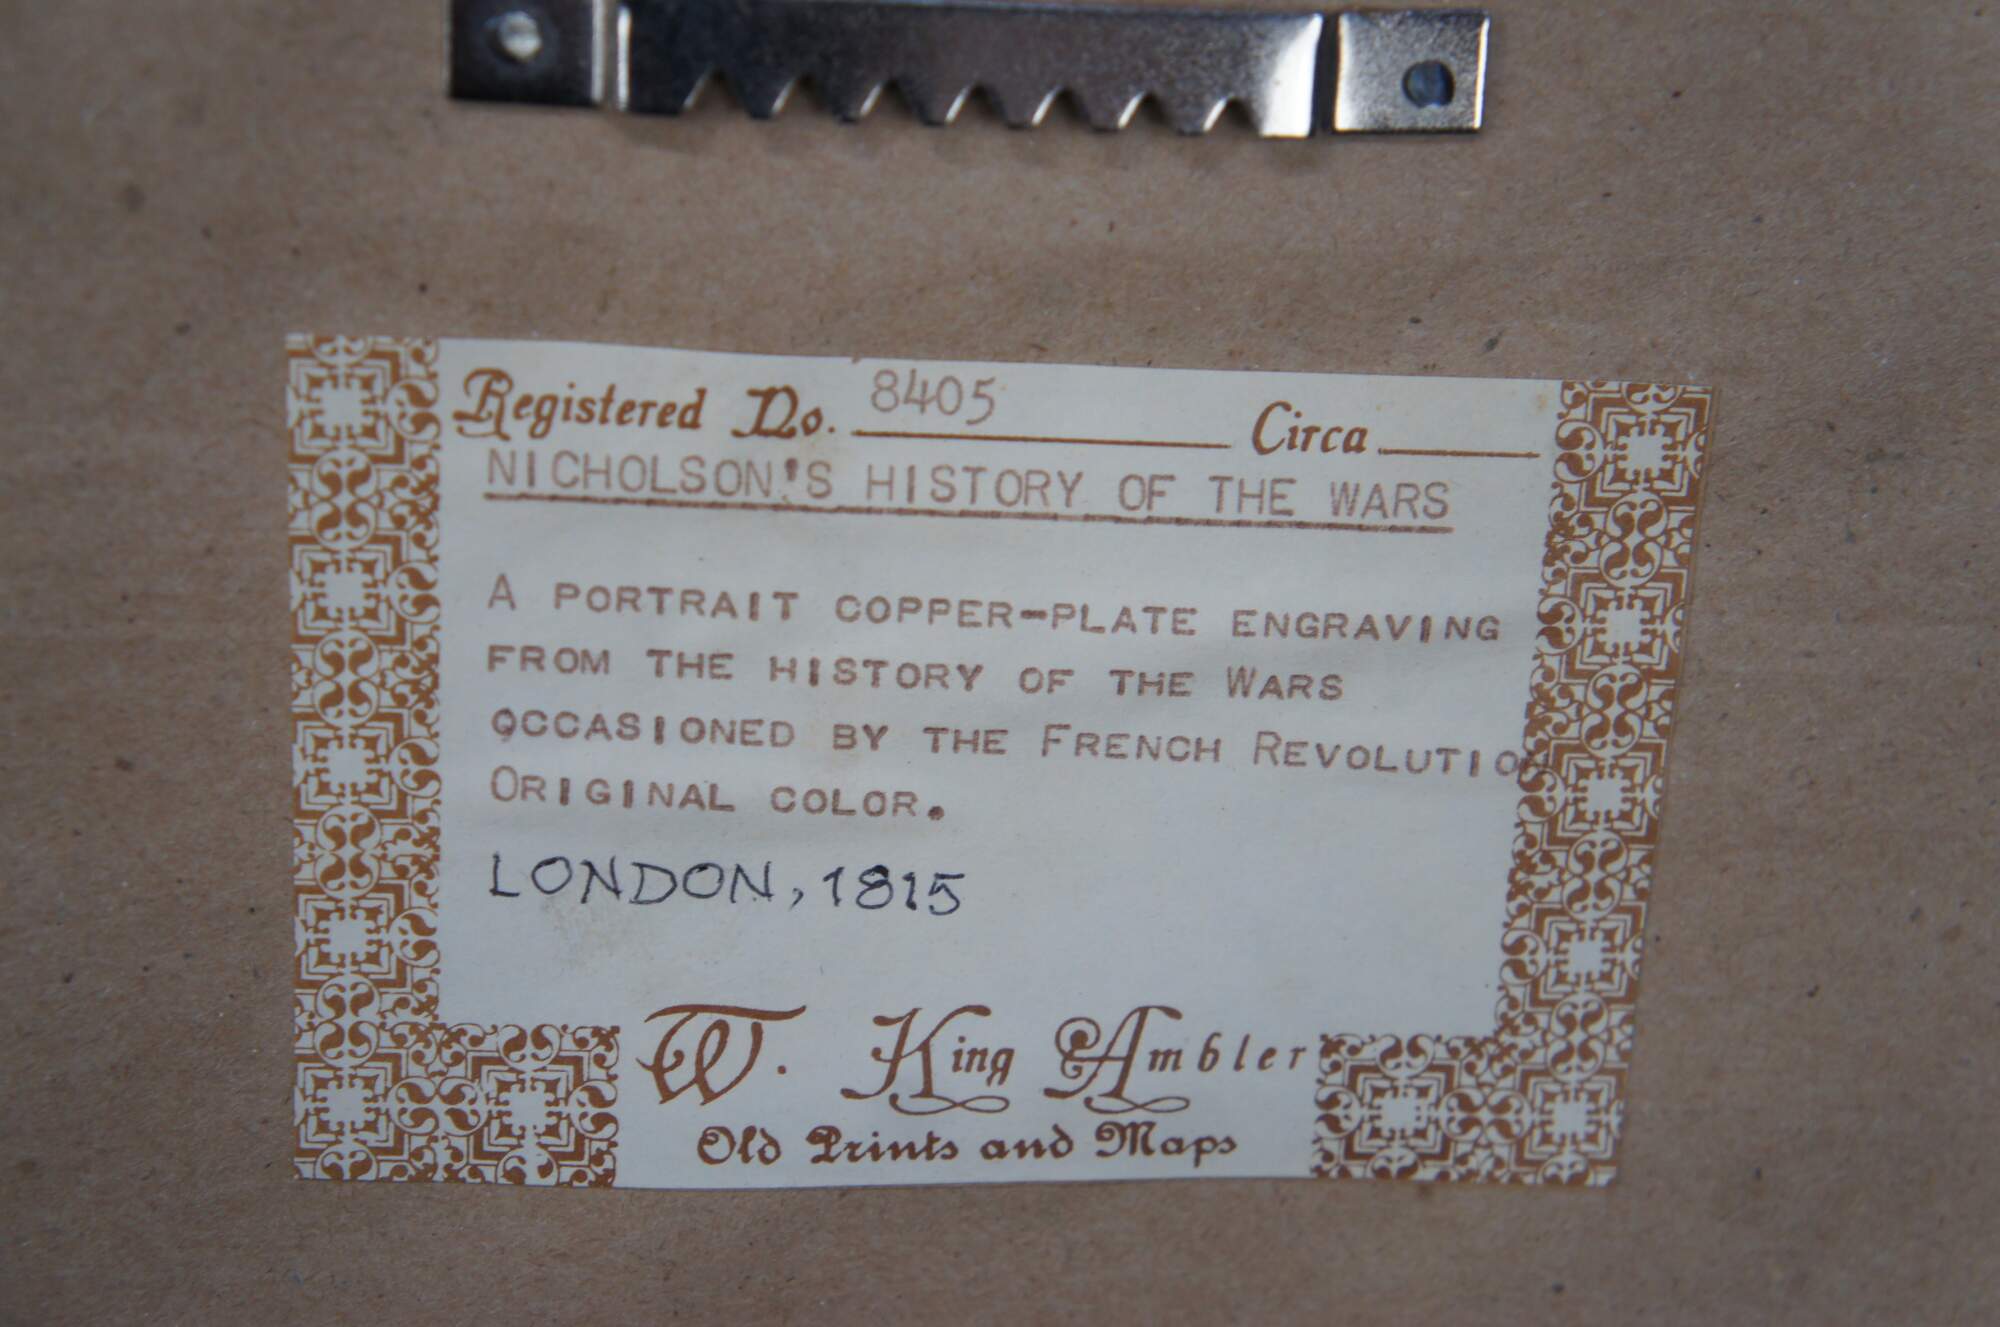 Registered No. 8405 Circa
NICHOLSON'S HISTORY OF THE WARS
A PORTRAIT COPPER-PLATE ENGRAVING
FROM THE HISTORY OF THE WARS
OCCASIONED BY THE FRENCH REVOLUTION
ORIGINAL COLOR.
LONDON, 1815
W. King Ambler
Old Prints and Maps